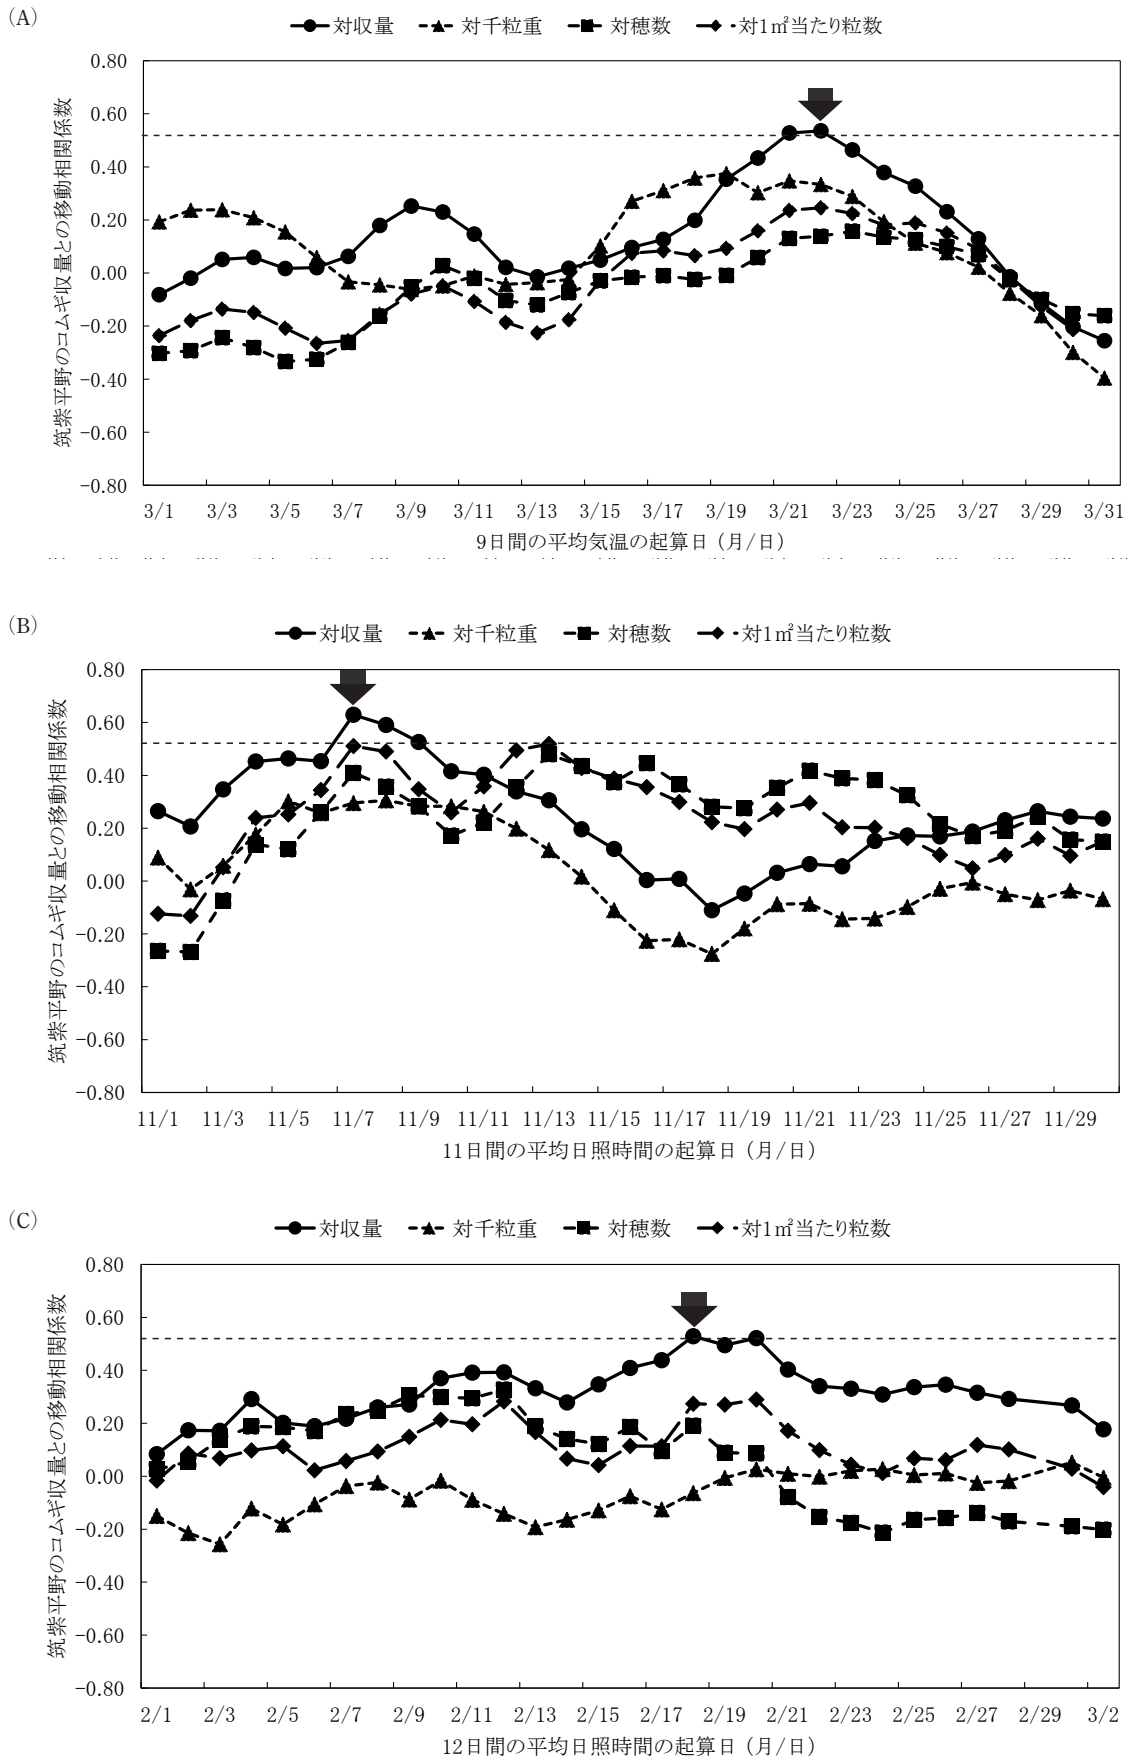 (A)
対収量 対千粒重 対穂数 対1㎡当たり粒数
筑紫平野のコムギ収量との移動相関係数
0.80
0.60
0.40
0.20
0.00
−0.20
−0.40
−0.60
−0.80
3/1 3/3 3/5 3/7 3/9 3/11 3/13 3/15 3/17 3/19 3/21 3/23 3/25 3/27 3/29 3/31
9日間の平均気温の起算日（月/日）
(B)
対収量 対千粒重 対穂数 対1㎡当たり粒数
筑紫平野のコムギ収量との移動相関係数
0.80
0.60
0.40
0.20
0.00
−0.20
−0.40
−0.60
−0.80
11/1 11/3 11/5 11/7 11/9 11/11 11/13 11/15 11/17 11/19 11/21 11/23 11/25 11/27 11/29
11日間の平均日照時間の起算日（月/日）
(C)
対収量 対千粒重 対穂数 対1㎡当たり粒数
筑紫平野のコムギ収量との移動相関係数
0.80
0.60
0.40
0.20
0.00
−0.20
−0.40
−0.60
−0.80
2/1 2/3 2/5 2/7 2/9 2/11 2/13 2/15 2/17 2/19 2/21 2/23 2/25 2/27 2/29 3/2
12日間の平均日照時間の起算日（月/日）